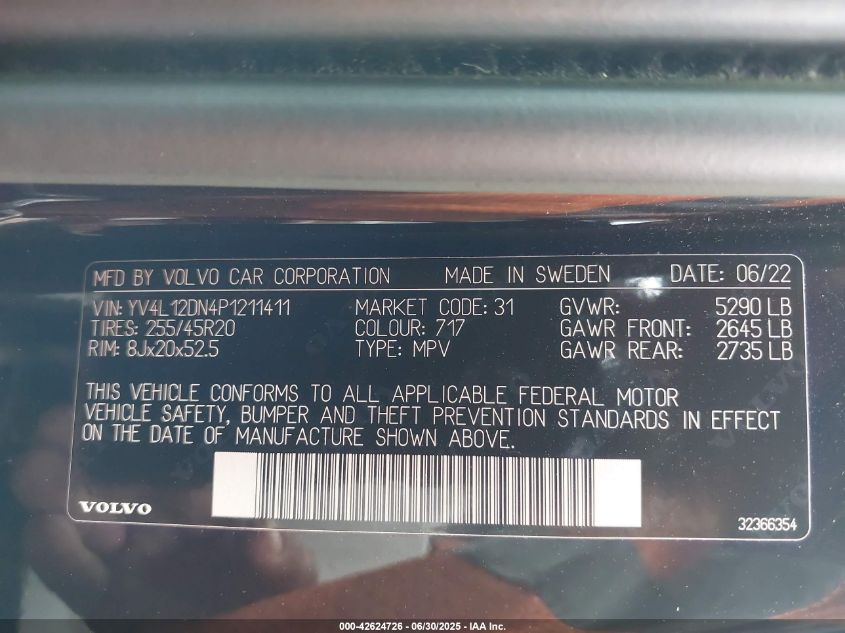 MFD BY VOLVO CAR CORPORATION MADE IN SWEDEN DATE: 06/22
VIN: YV4L12DN4P1211411 MARKET CODE: 31 GVWR: 5290 LB
TIRES: 255/45R20 COLOUR: 717 GAWR FRONT: 2645 LB
RIM: 8Jx20x52.5 TYPE: MPV GAWR REAR: 2735 LB
THIS VEHICLE CONFORMS TO ALL APPLICABLE FEDERAL MOTOR
VEHICLE SAFETY, BUMPER AND THEFT PREVENTION STANDARDS IN EFFECT
ON THE DATE OF MANUFACTURE SHOWN ABOVE.
VOLVO
32366354
000-42624726 - 06/30/2025 - IAA Inc.